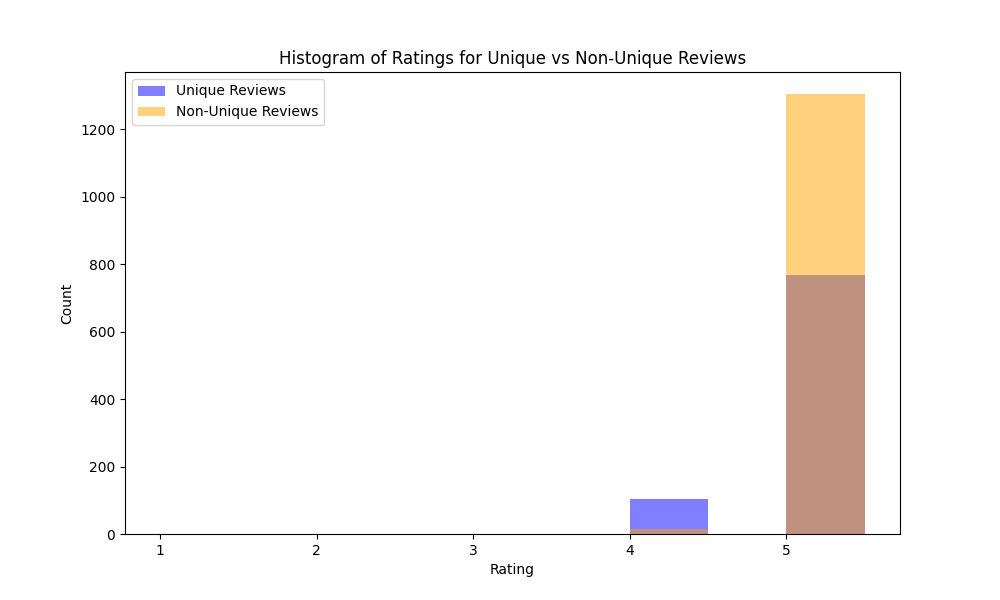 Histogram of Ratings for Unique vs Non-Unique Reviews
Unique Reviews
Non-Unique Reviews
1200
1000
800
600
400
200
0
Count
1 2 3 4 5
Rating